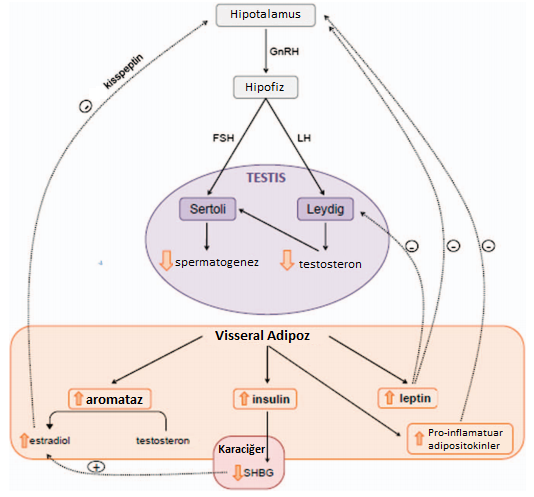 Hipotalamus
kisspeptin
GnRH
Hipofiz
FSH
LH
TESTIS
Sertoli
Leydig
spermatogenez
testosteron
Visseral Adipoz
aromataz
insulin
leptin
estradiol
testosteron
Pro-inflamatuar
adipositokinler
Karaciğer
SHBG